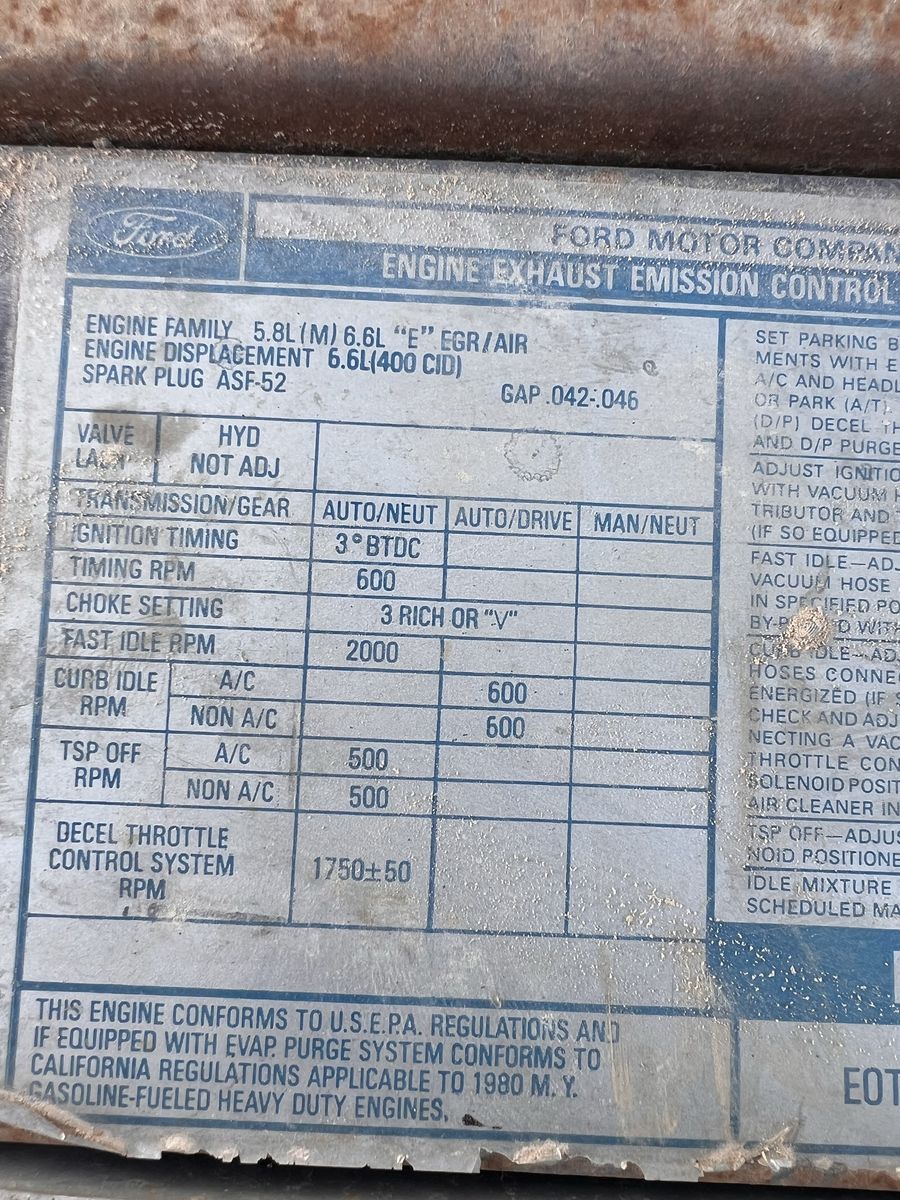 Ford
FORD MOTOR COMPAN
ENGINE EXHAUST EMISSION CONTROL
ENGINE FAMILY 5.8L(M) 6.6L "E" EGR/AIR
ENGINE DISPLACEMENT 6.6L(400 CID)
SPARK PLUG ASF-52 GAP .042-.046
VALVE HYD
LASH NOT ADJ
TRANSMISSION/GEAR AUTO/NEUT AUTO/DRIVE MAN/NEUT
IGNITION TIMING 3° BTDC
TIMING RPM 600
CHOKE SETTING 3 RICH OR "V"
FAST IDLE RPM 2000
CURB IDLE RPM A/C 600
NON A/C 600
TSP OFF RPM A/C 500
NON A/C 500
DECEL THROTTLE
CONTROL SYSTEM 1750±50
RPM
THIS ENGINE CONFORMS TO U.S.E.P.A. REGULATIONS AND
IF EQUIPPED WITH EVAP. PURGE SYSTEM CONFORMS TO
CALIFORNIA REGULATIONS APPLICABLE TO 1980 M.Y.
GASOLINE-FUELED HEAVY DUTY ENGINES.
SET PARKING B
MENTS WITH E
A/C AND HEADL
OR PARK (A/T).
(D/P) DECEL TH
AND D/P PURGE
ADJUST IGNITIO
WITH VACUUM H
TRIBUTOR AND
(IF SO EQUIPPED
FAST IDLE—ADJ
VACUUM HOSE
IN SPECIFIED PO
WITH
CURB IDLE—ADJ
HOSES CONNEC
ENERGIZED (IF S
CHECK AND ADJ
NECTING A VAC
THROTTLE CON
SOLENOID POSIT
AIR CLEANER IN
TSP OFF—ADJUS
NOID POSITIONE
IDLE MIXTURE
SCHEDULED MA
EOT